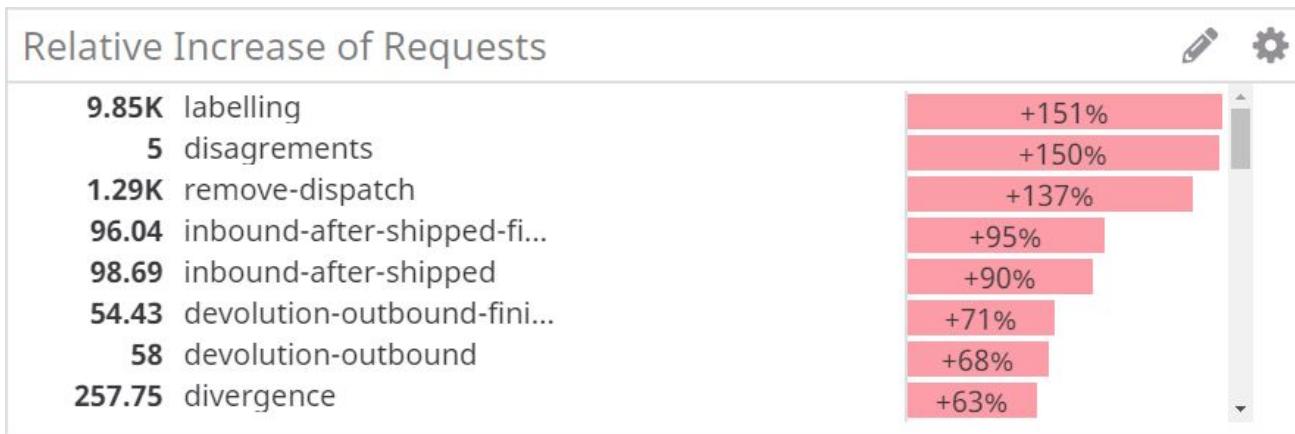 Relative Increase of Requests
9.85K labelling +151%
5 disagrements +150%
1.29K remove-dispatch +137%
96.04 inbound-after-shipped-fi... +95%
98.69 inbound-after-shipped +90%
54.43 devolution-outbound-fini... +71%
58 devolution-outbound +68%
257.75 divergence +63%